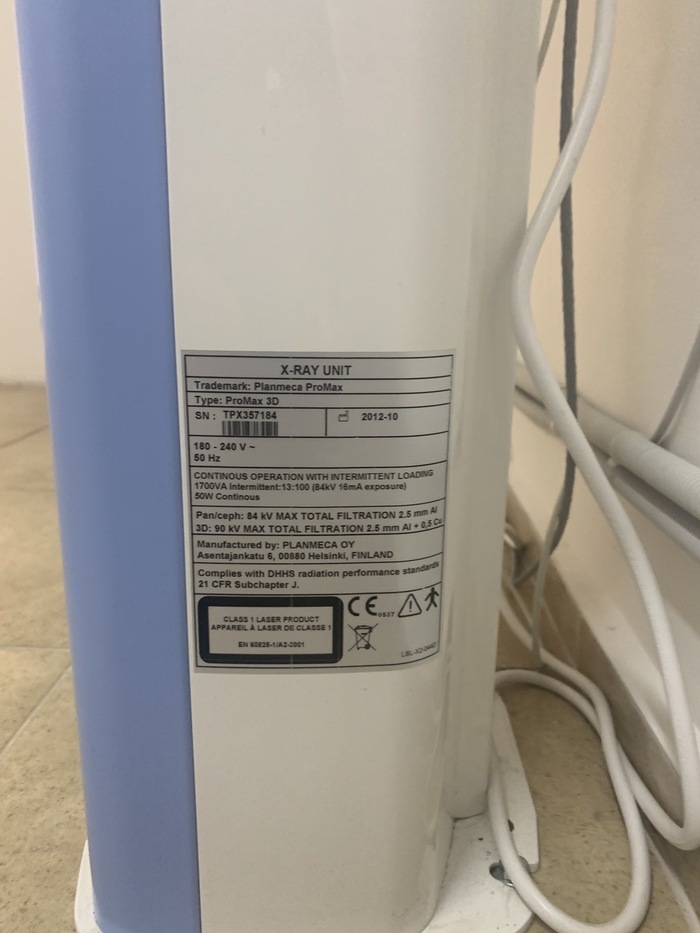 X-RAY UNIT
Trademark: Planmeca ProMax
Type: ProMax 3D
SN : TPX357184
2012-10
180 - 240 V ~
50 Hz
CONTINOUS OPERATION WITH INTERMITTENT LOADING
1700VA intermittent:13:100 (84kV 16mA exposure)
50W Continous
Pan/ceph: 84 kV MAX TOTAL FILTRATION 2.5 mm Al
3D: 90 kV MAX TOTAL FILTRATION 2.5 mm Al + 0,5 Cu
Manufactured by: PLANMECA OY
Asentajankatu 6, 00880 Helsinki, FINLAND
Complies with DHHS radiation performance standards
21 CFR Subchapter J.
CLASS 1 LASER PRODUCT
APPAREIL À LASER DE CLASSE 1
EN 60825-1/A2-2001
CE 0537